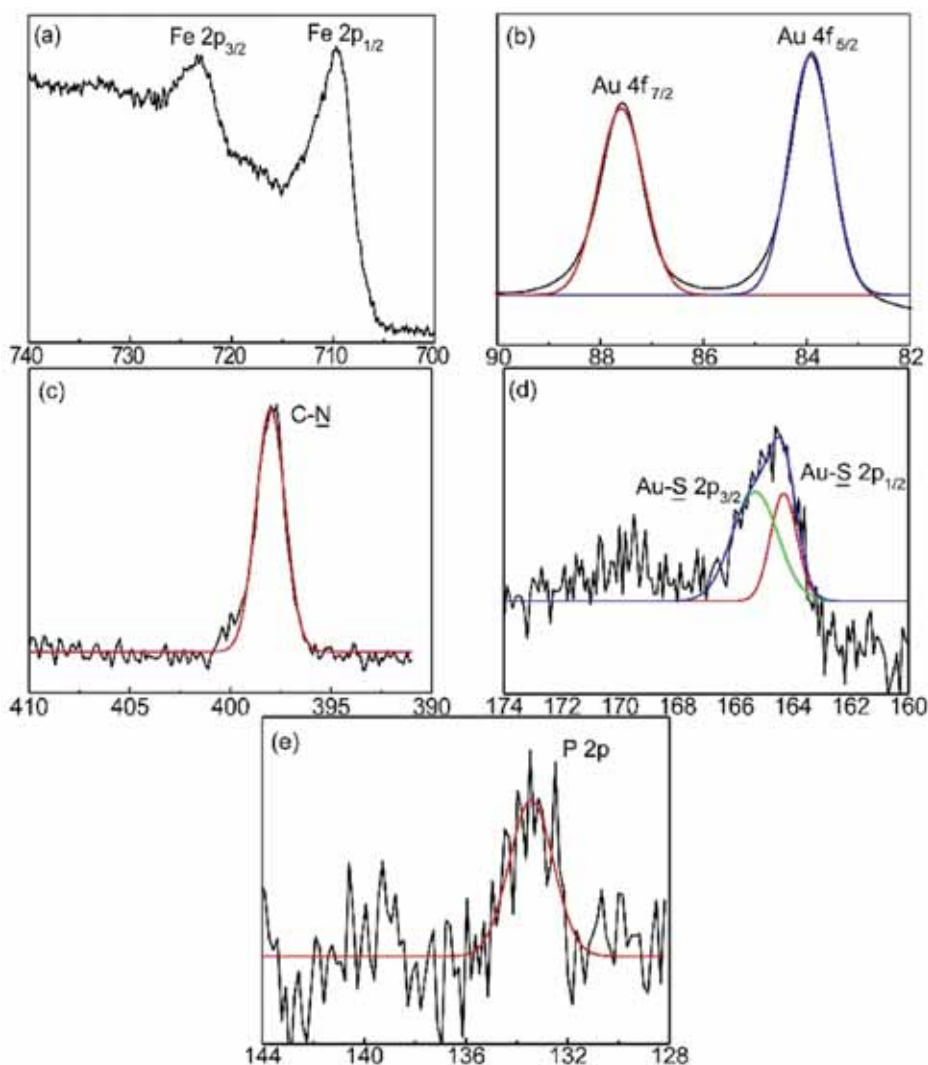 (a) Fe 2p3/2 Fe 2p1/2
740 730 720 710 700
(b) Au 4f7/2 Au 4f5/2
90 88 86 84 82
(c) C-N
410 405 400 395 390
(d) Au-S 2p3/2 Au-S 2p1/2
174 172 170 168 166 164 162 160
(e) P 2p
144 140 136 132 128